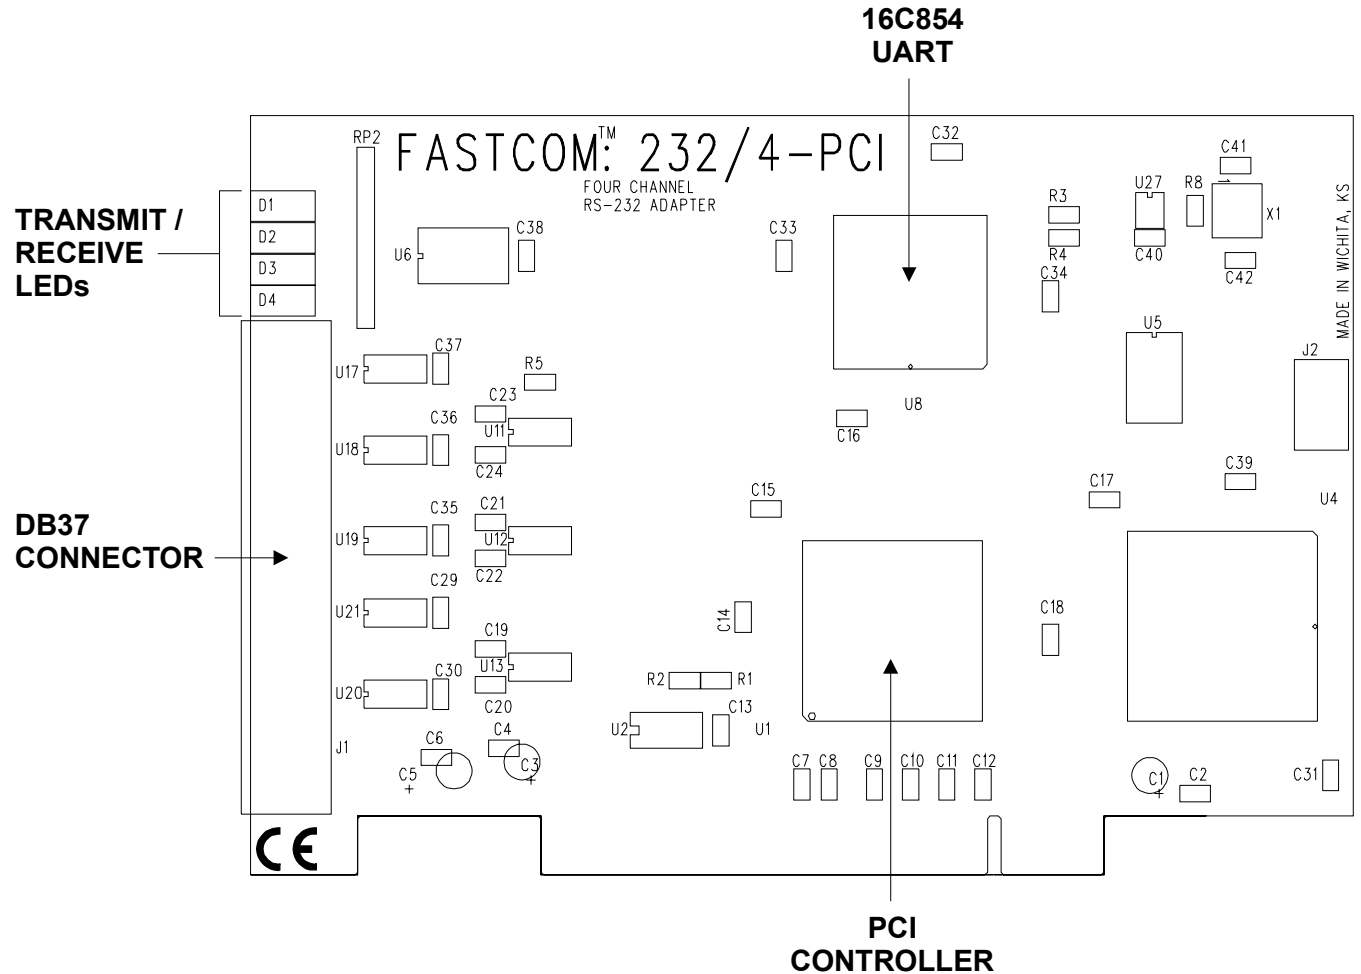 16C854
UART
FASTCOM™: 232/4-PCI
FOUR CHANNEL
RS-232 ADAPTER
RP2
C32
C41
U27
R8
X1
R3
R4
C40
C42
C34
MADE IN WICHITA, KS
TRANSMIT /
RECEIVE
LEDs
D1
D2
D3
D4
U6
C38
C33
U5
J2
U17
C37
R5
C23
U11
C24
U18
C36
U8
C16
C39
C17
U4
C15
DB37
CONNECTOR
U19
C35
C21
U12
C22
U21
C29
C14
C18
C19
U13
C20
U20
C30
R2
R1
C13
U2
U1
J1
C6
C4
C5
+
C3
+
C7
C8
C9
C10
C11
C12
C1
+
C2
C31
CE
PCI
CONTROLLER